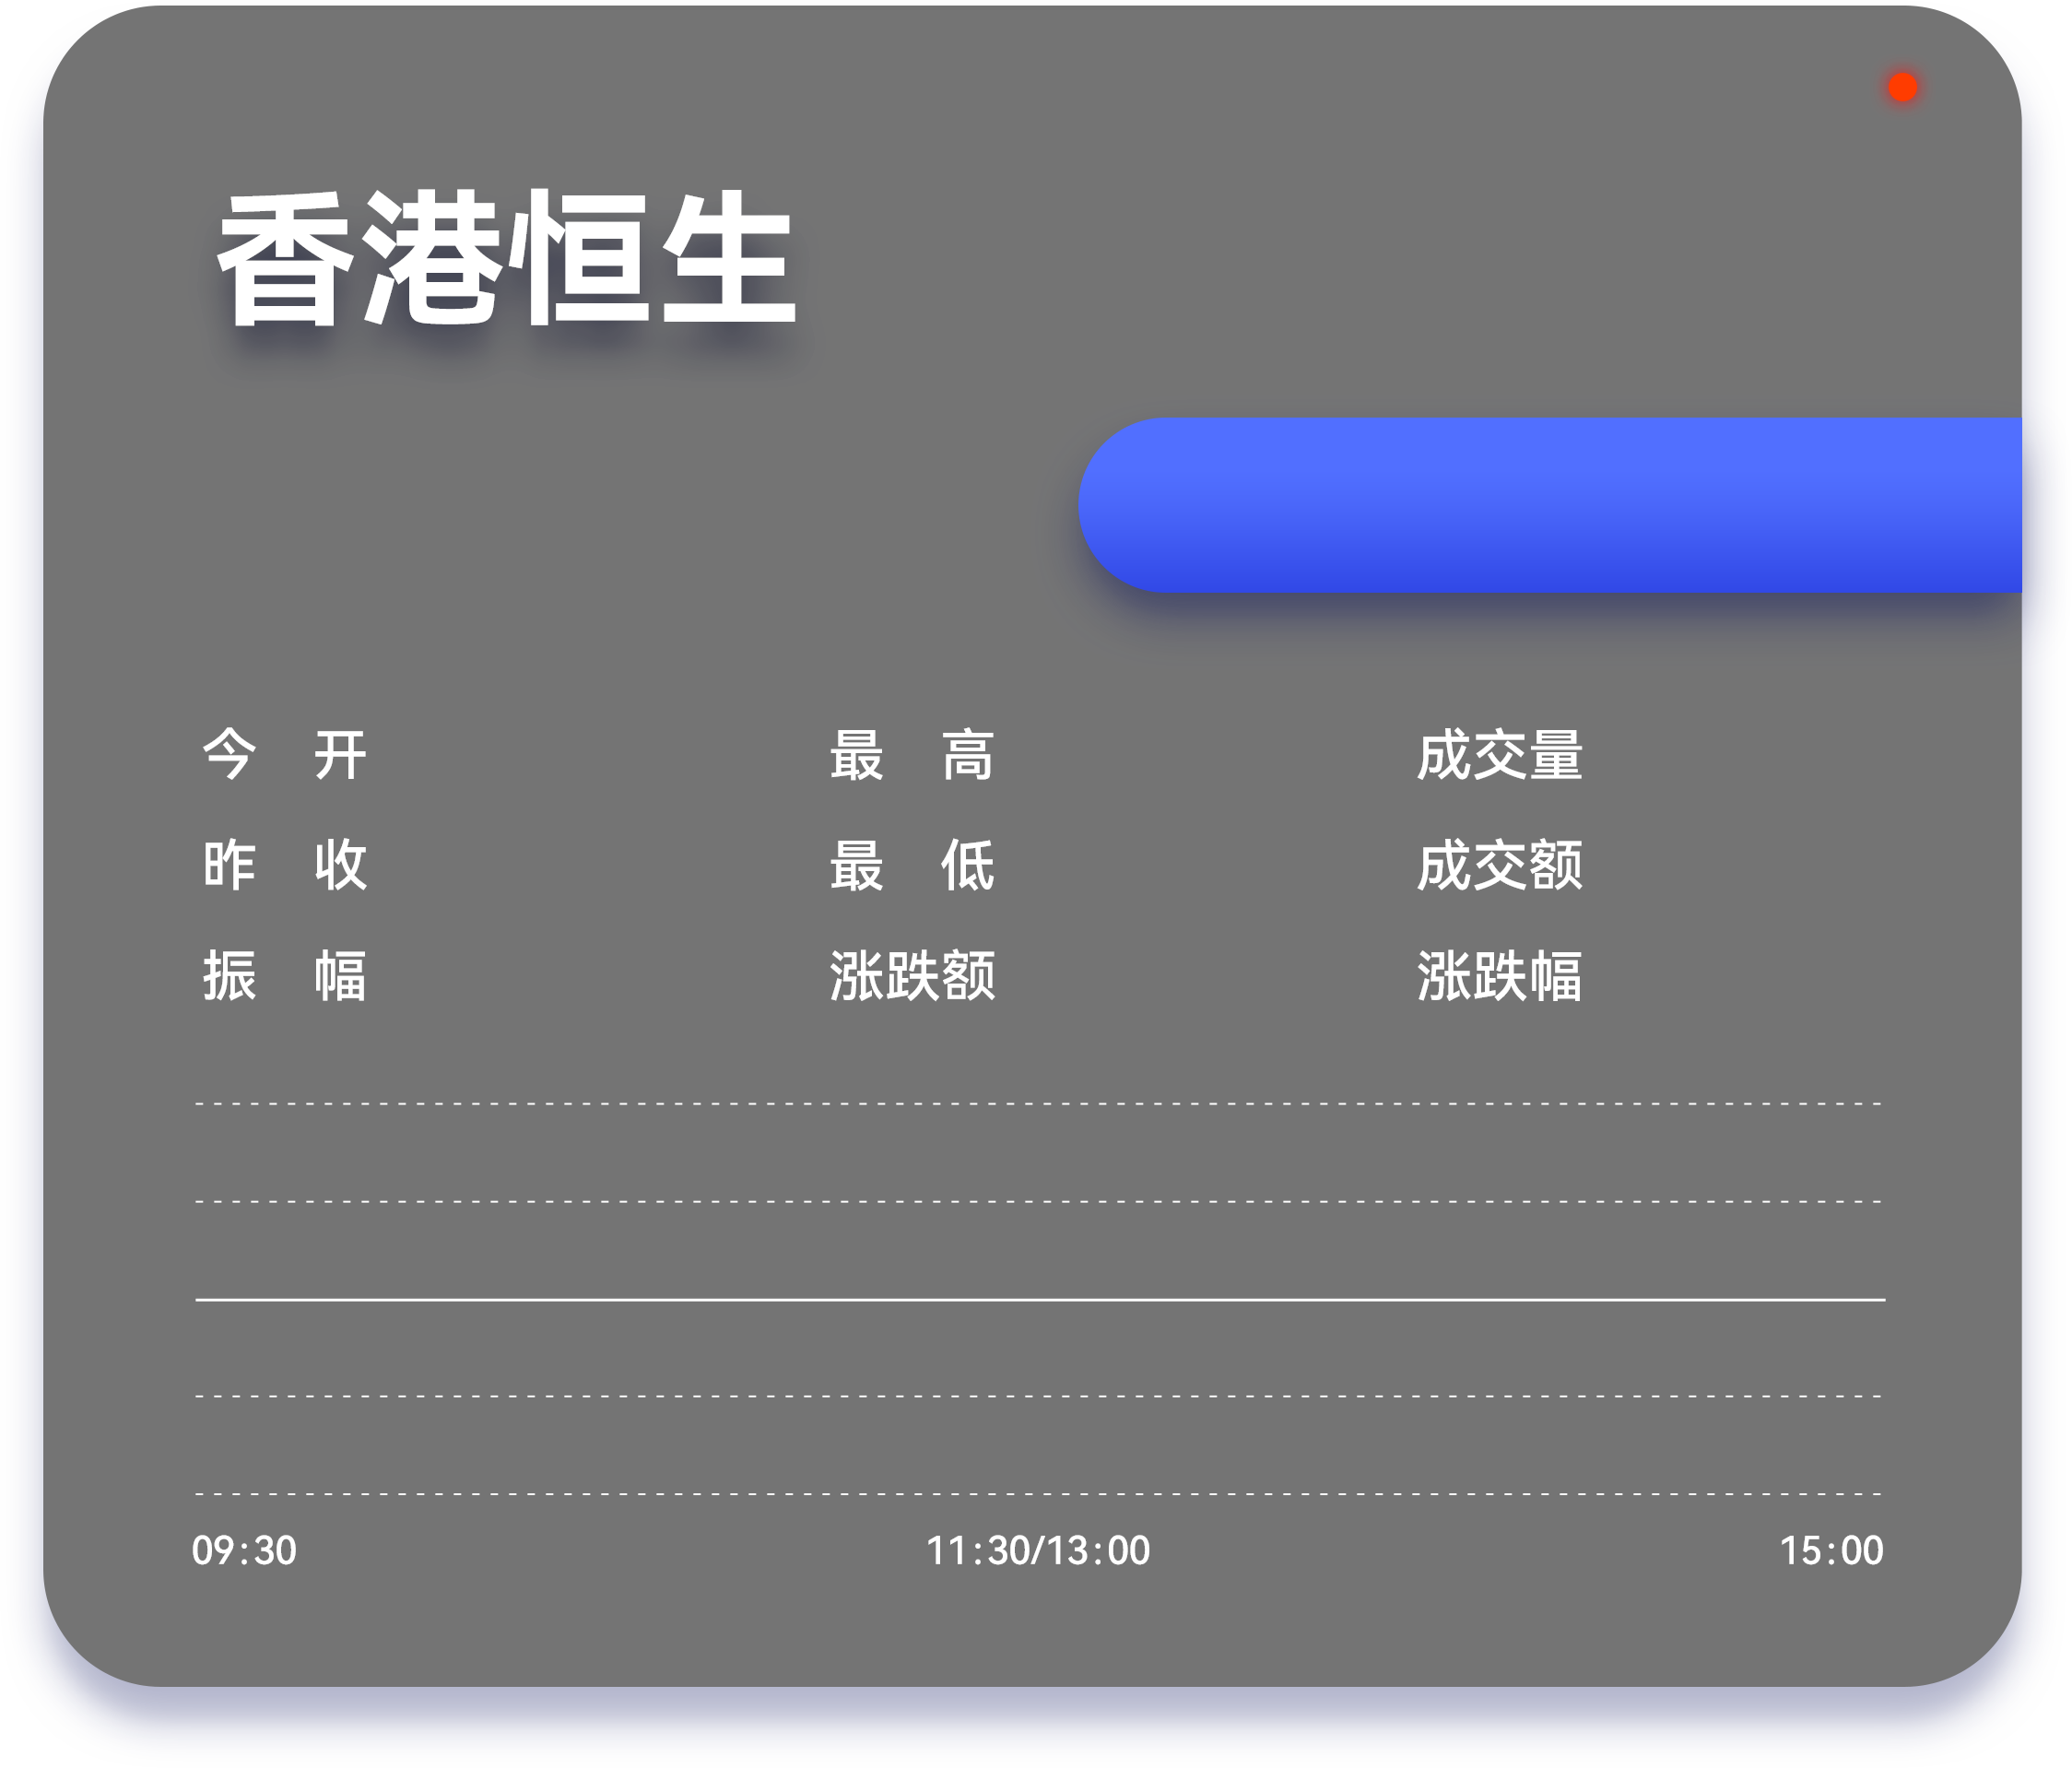 香港恒生
今 开 最 高 成交量
昨 收 最 低 成交额
振 幅 涨跌额 涨跌幅
09:30 11:30/13:00 15:00